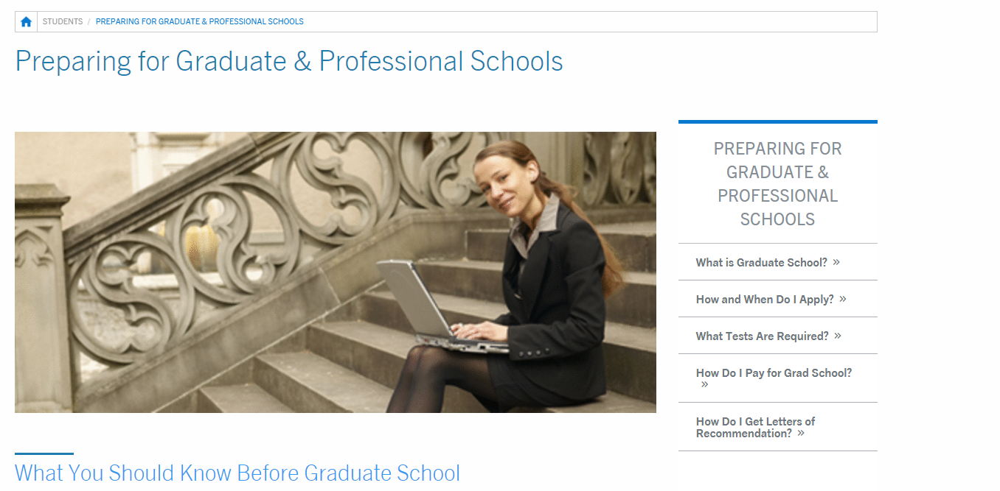 STUDENTS / PREPARING FOR GRADUATE & PROFESSIONAL SCHOOLS
Preparing for Graduate & Professional Schools
PREPARING FOR
GRADUATE &
PROFESSIONAL
SCHOOLS
What is Graduate School? »
How and When Do I Apply? »
What Tests Are Required? »
How Do I Pay for Grad School?
»
How Do I Get Letters of
Recommendation? »
What You Should Know Before Graduate School